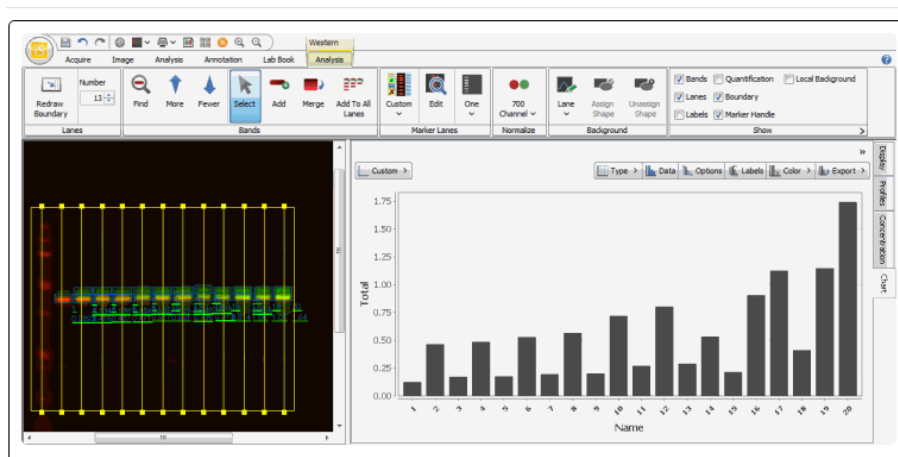 Western
Acquire Image Analysis Annotation Lab Book Analysis
Redraw Boundary
Number
13
Lanes
Find More Fewer Select Add Merge Add To All Lanes
Bands
Custom Edit One
Marker Lanes
700 Channel
Normalize
Lane Assign Shape Unassign Shape
Background
Bands Quantification Local Background
Lanes Boundary
Labels Marker Handle
Show
Custom >
Type > Data Options Labels Color > Export >
Display
Profiles
Concentration
Chart
Total
1.75
1.50
1.25
1.00
0.75
0.50
0.25
0.00
1 2 3 4 5 6 7 8 9 10 11 12 13 14 15 16 17 18 19 20
Name